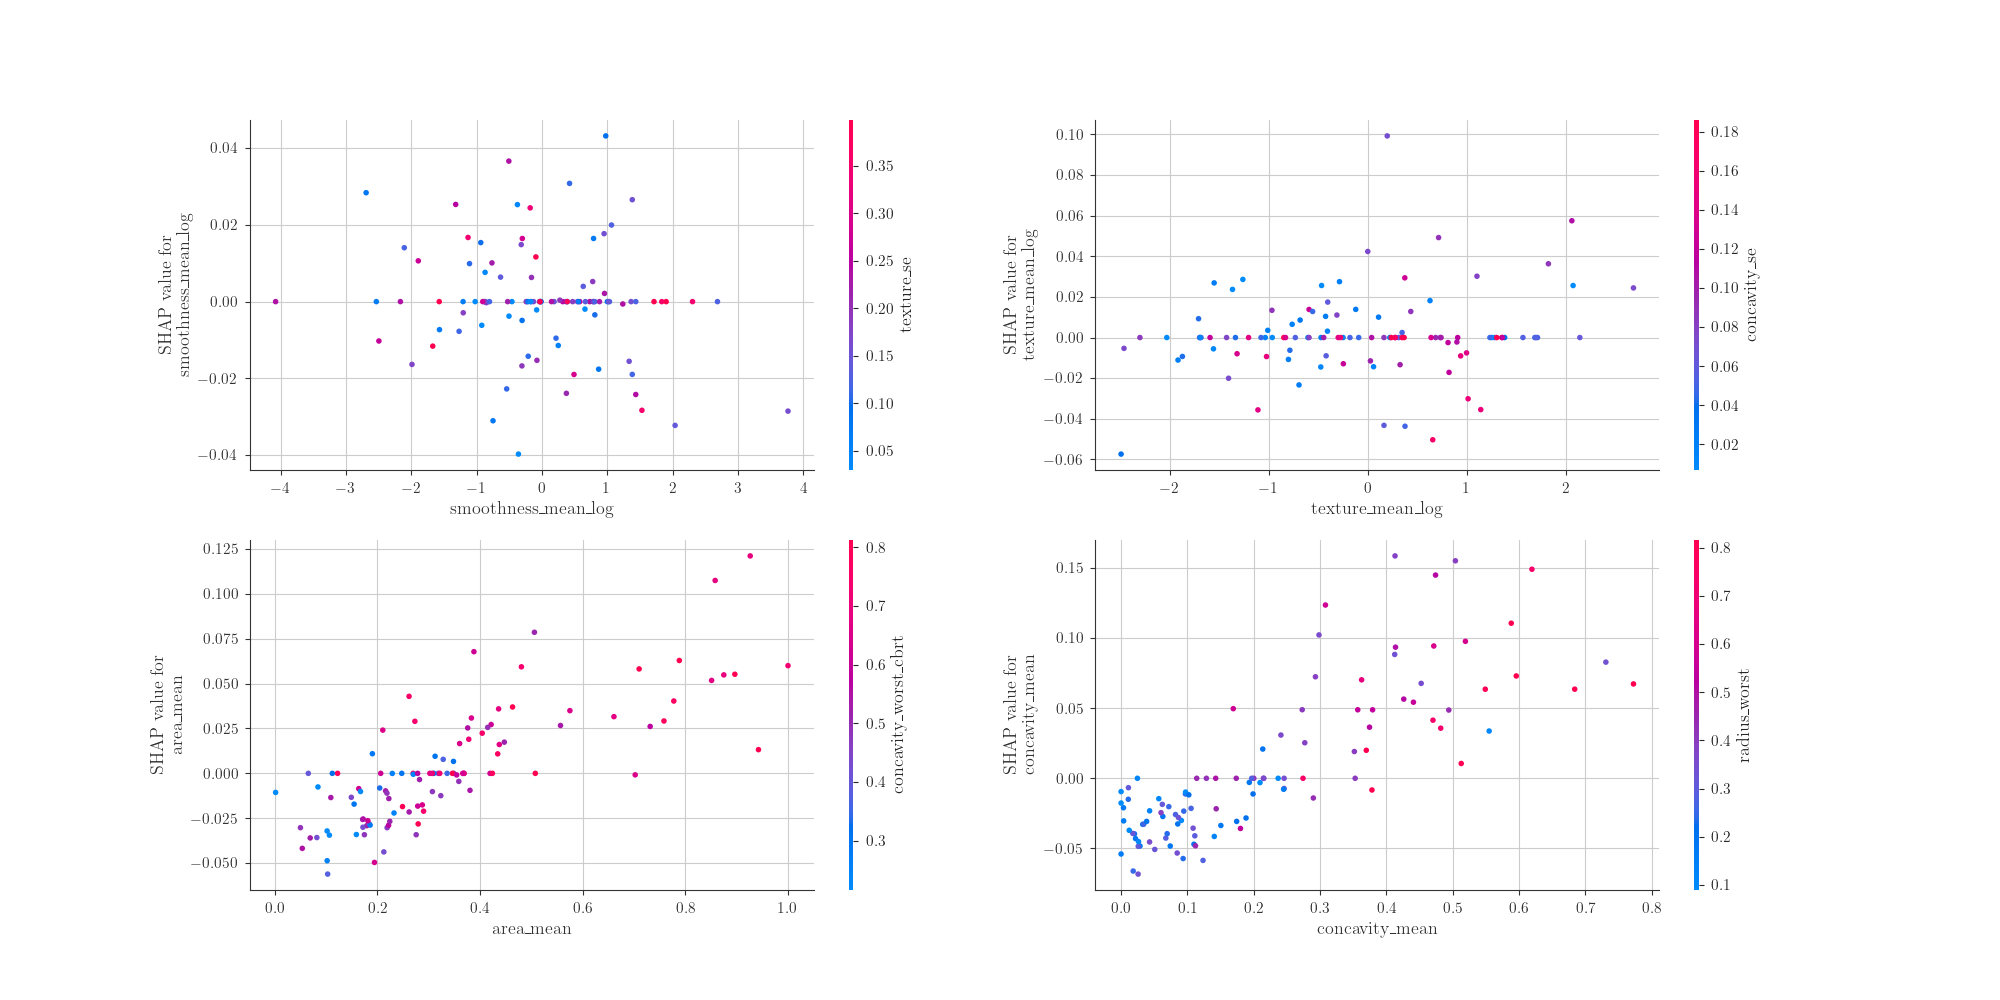 0.04
0.02
0.00
−0.02
−0.04
SHAP value for
smoothness_mean_log
−4 −3 −2 −1 0 1 2 3 4
smoothness_mean_log
0.35
0.30
0.25
0.20
0.15
0.10
0.05
texture_se
0.10
0.08
0.06
0.04
0.02
0.00
−0.02
−0.04
−0.06
SHAP value for
texture_mean_log
−2 −1 0 1 2
texture_mean_log
0.18
0.16
0.14
0.12
0.10
0.08
0.06
0.04
0.02
concavity_se
0.125
0.100
0.075
0.050
0.025
0.000
−0.025
−0.050
SHAP value for
area_mean
0.0 0.2 0.4 0.6 0.8 1.0
area_mean
0.8
0.7
0.6
0.5
0.4
0.3
concavity_worst_cbrt
0.15
0.10
0.05
0.00
−0.05
SHAP value for
concavity_mean
0.0 0.1 0.2 0.3 0.4 0.5 0.6 0.7 0.8
concavity_mean
0.8
0.7
0.6
0.5
0.4
0.3
0.2
0.1
radius_worst